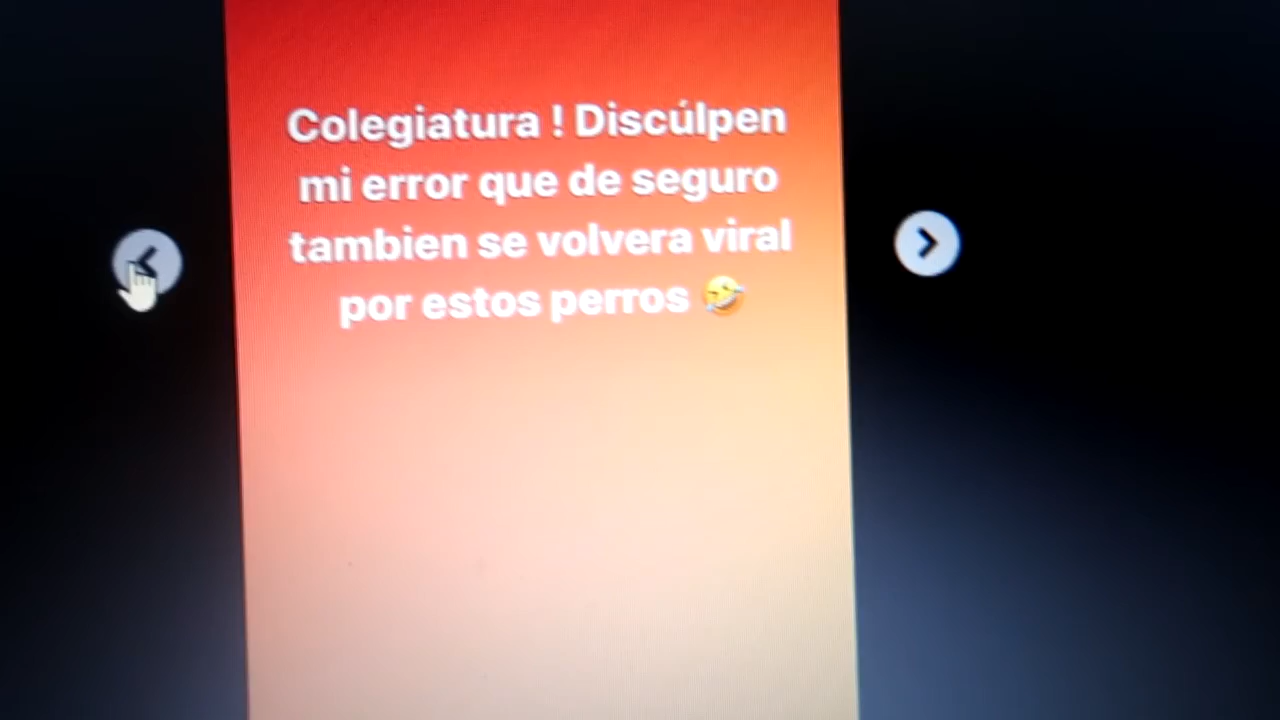 Colegiatura ! Discúlpen
mi error que de seguro
tambien se volvera viral
por estos perros 🤣